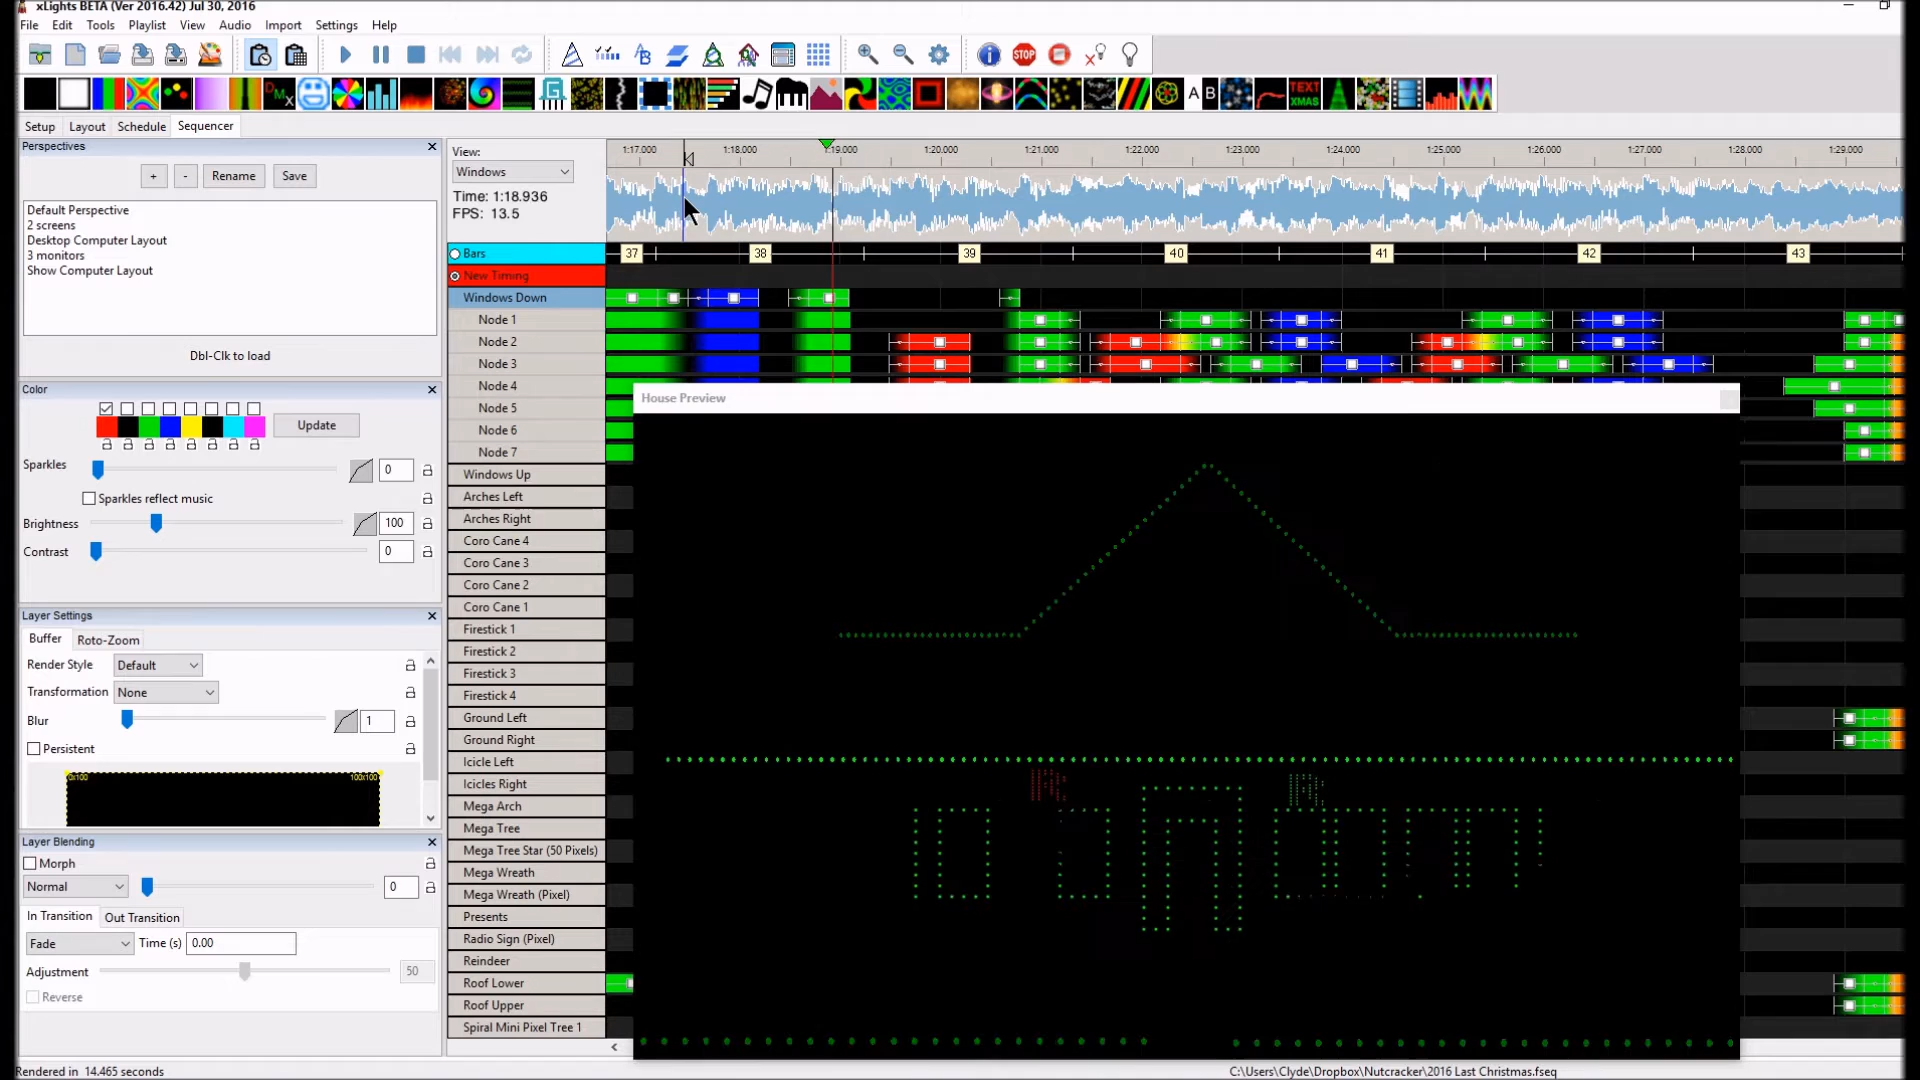 xLights BETA (Ver 2016.42) Jul 30, 2016
File Edit Tools Playlist View Audio Import Settings Help
STOP
DMX
A B
TEXT
XMAS
Setup Layout Schedule Sequencer
Perspectives
+ - Rename Save
Default Perspective
2 screens
Desktop Computer Layout
3 monitors
Show Computer Layout
Dbl-Clk to load
Color
Update
Sparkles 0
Sparkles reflect music
Brightness 100
Contrast 0
Layer Settings
Buffer Roto-Zoom
Render Style Default
Transformation None
Blur 1
Persistent
0x100 100x100
Layer Blending
Morph
Normal 0
In Transition Out Transition
Fade Time (s) 0.00
Adjustment 50
Reverse
View:
Windows
Time: 1:18.936
FPS: 13.5
1:17.000 1:18.000 1:19.000 1:20.000 1:21.000 1:22.000 1:23.000 1:24.000 1:25.000 1:26.000 1:27.000 1:28.000 1:29.000
Bars 37 38 39 40 41 42 43
New Timing
Windows Down
Node 1
Node 2
Node 3
Node 4
Node 5
Node 6
Node 7
Windows Up
Arches Left
Arches Right
Coro Cane 4
Coro Cane 3
Coro Cane 2
Coro Cane 1
Firestick 1
Firestick 2
Firestick 3
Firestick 4
Ground Left
Ground Right
Icicle Left
Icicles Right
Mega Arch
Mega Tree
Mega Tree Star (50 Pixels)
Mega Wreath
Mega Wreath (Pixel)
Presents
Radio Sign (Pixel)
Reindeer
Roof Lower
Roof Upper
Spiral Mini Pixel Tree 1
House Preview
Rendered in 14.465 seconds
C:\Users\Clyde\Dropbox\Nutcracker\2016 Last Christmas.fseq